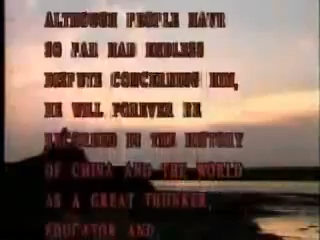 ALTHOUGH PEOPLE HAVE
SO FAR HAD ENDLESS
DISPUTE CONCERNING HIM,
HE WILL FOREVER BE
RECORDED IN THE HISTORY
OF CHINA AND THE WORLD
AS A GREAT THINKER,
EDUCATOR AND